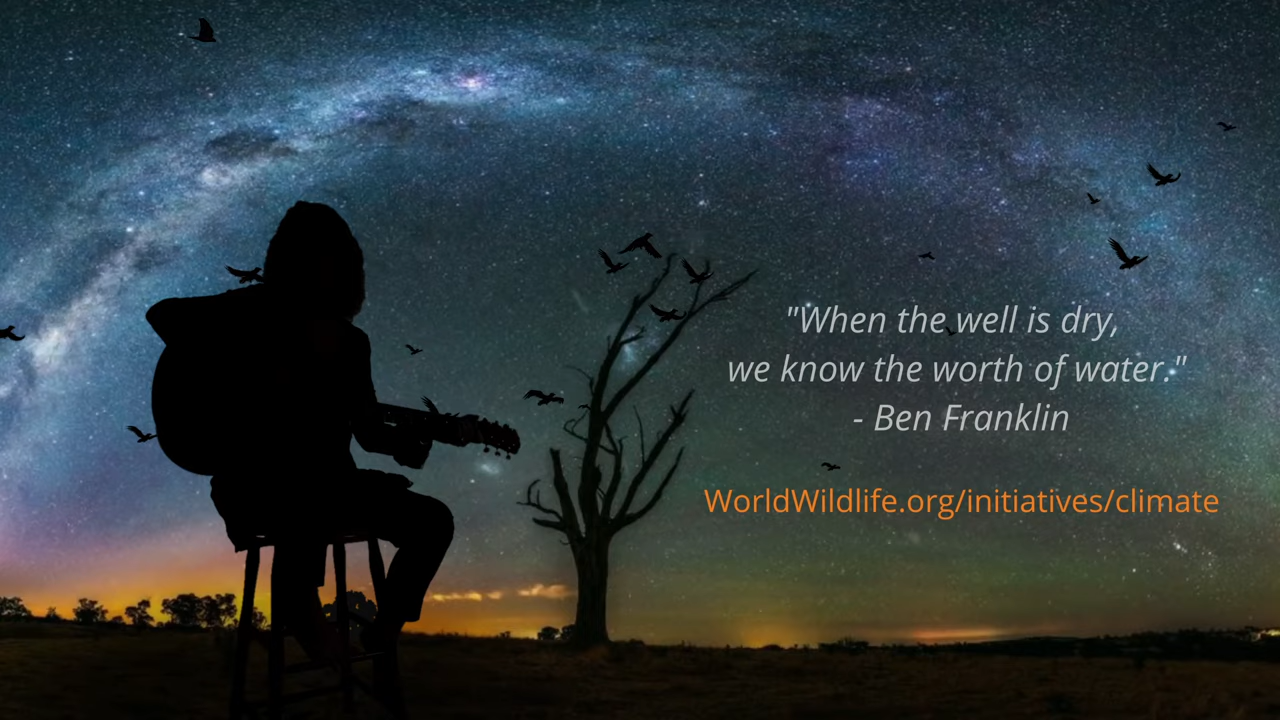 "When the well is dry,
we know the worth of water."
- Ben Franklin
WorldWildlife.org/initiatives/climate